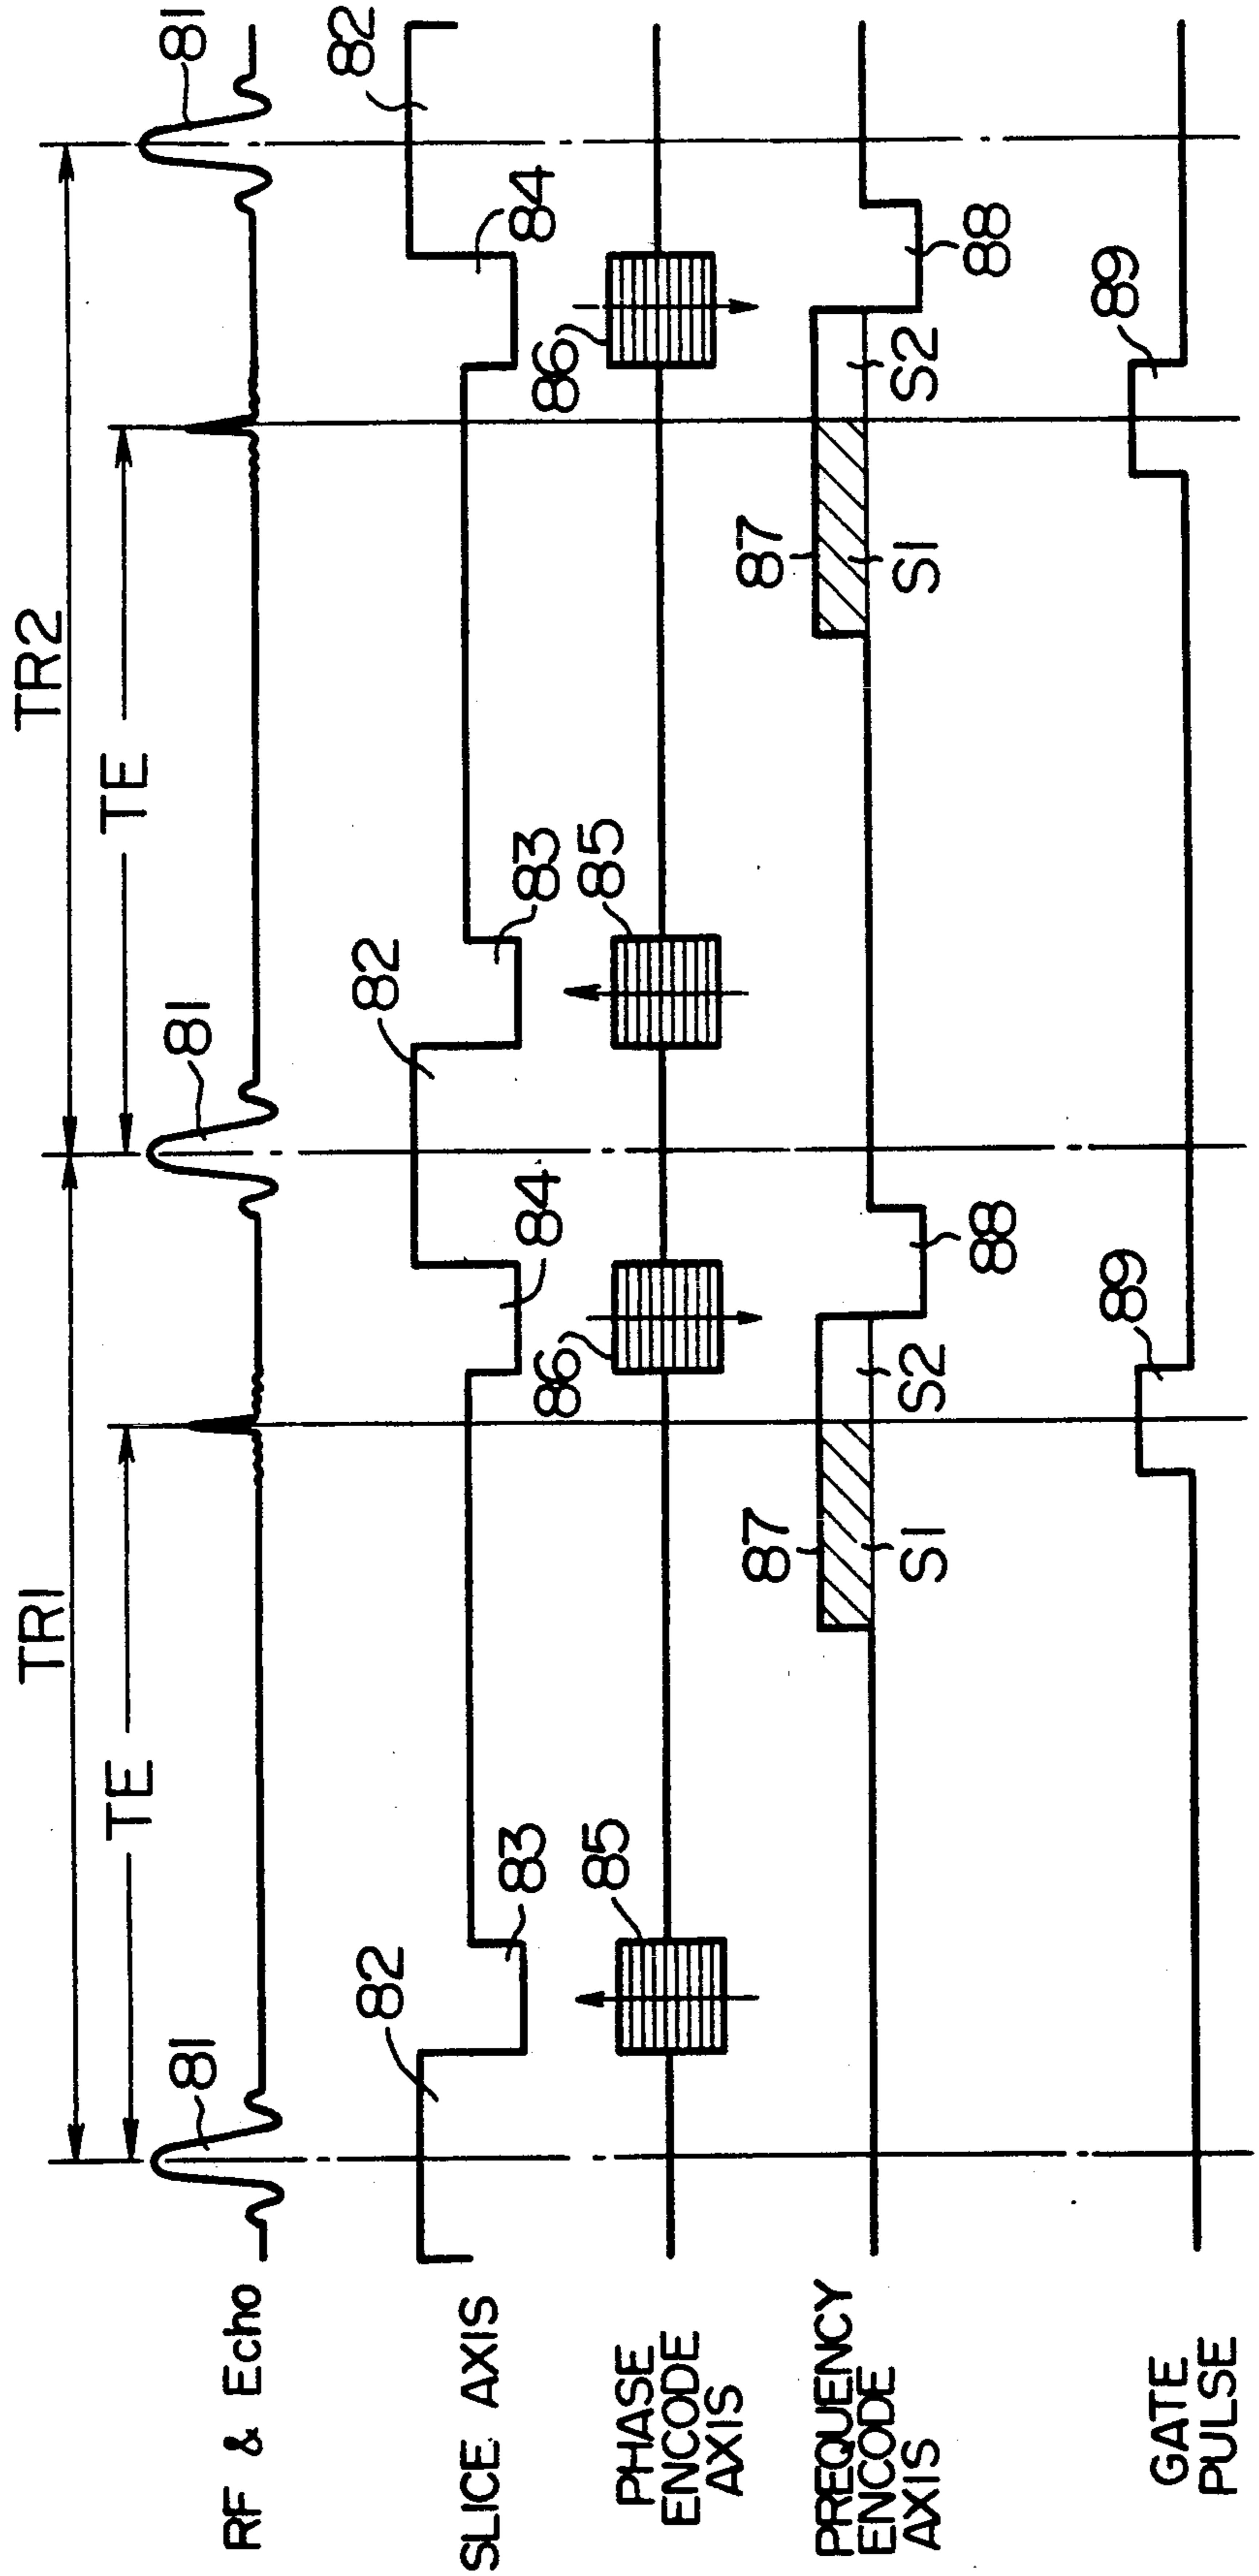 TR1
TR2
TE
TE
RF & Echo
81
81
81
SLICE AXIS
82
83
84
82
83
84
82
PHASE
ENCODE
AXIS
85
86
85
86
PREQUENCY
ENCODE
AXIS
87
S1
S2
88
87
S1
S2
88
GATE
PULSE
89
89